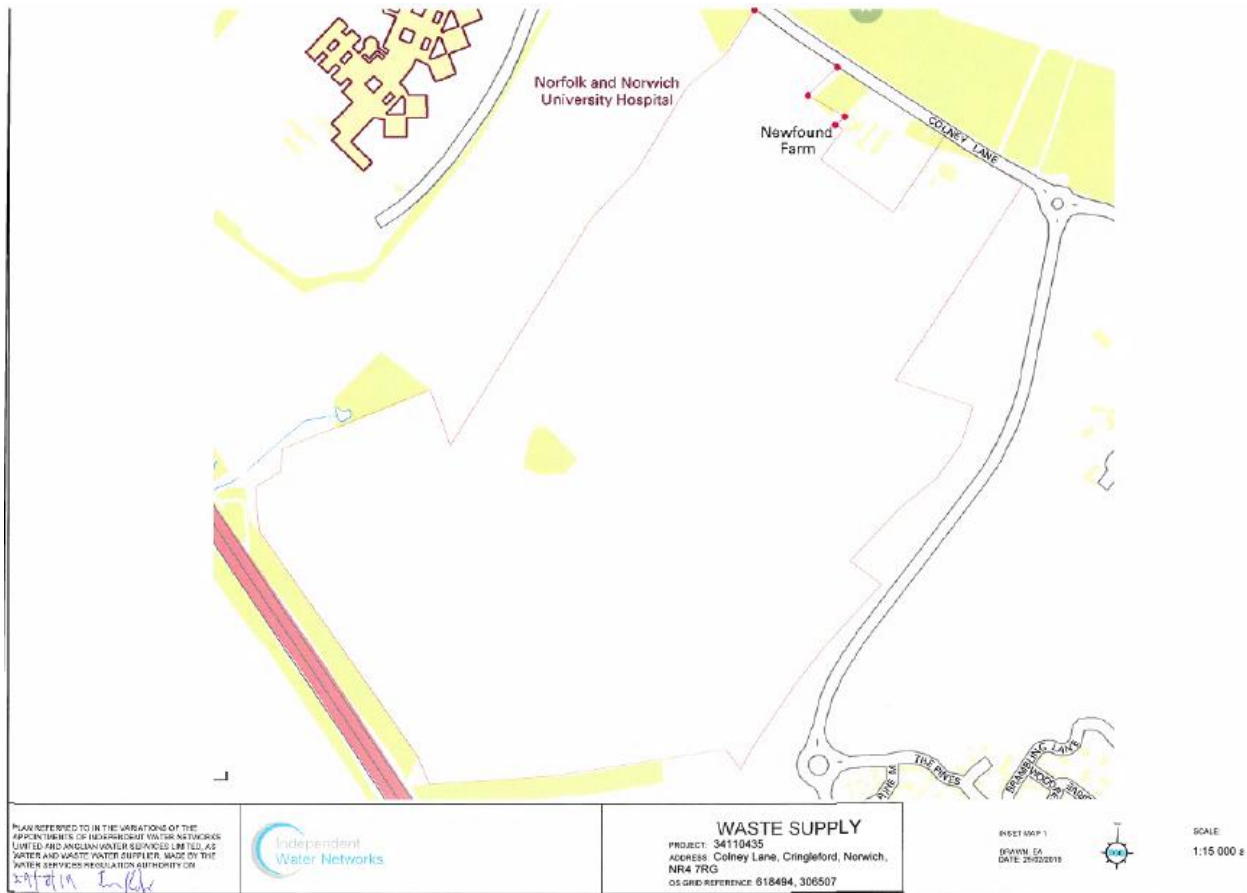 Norfolk and Norwich
University Hospital
Newfound
Farm
COLNEY LANE
THE PINES
BRAMBLING LANE
PLAN REFERRED TO IN THE VARIATIONS OF THE
APPOINTMENTS OF INDEPENDENT WATER NETWORKS
LIMITED AND ANGLIAN WATER SERVICES LIMITED, AS
WATER AND WASTE WATER SUPPLIER, MADE BY THE
WATER SERVICES REGULATION AUTHORITY ON
Independent
Water Networks
WASTE SUPPLY
PROJECT: 34110435
ADDRESS: Colney Lane, Cringleford, Norwich,
NR4 7RG
OS GRID REFERENCE 618494, 306507
INSET MAP 1
DRAWN: EA
DATE:
SCALE:
1:15 000